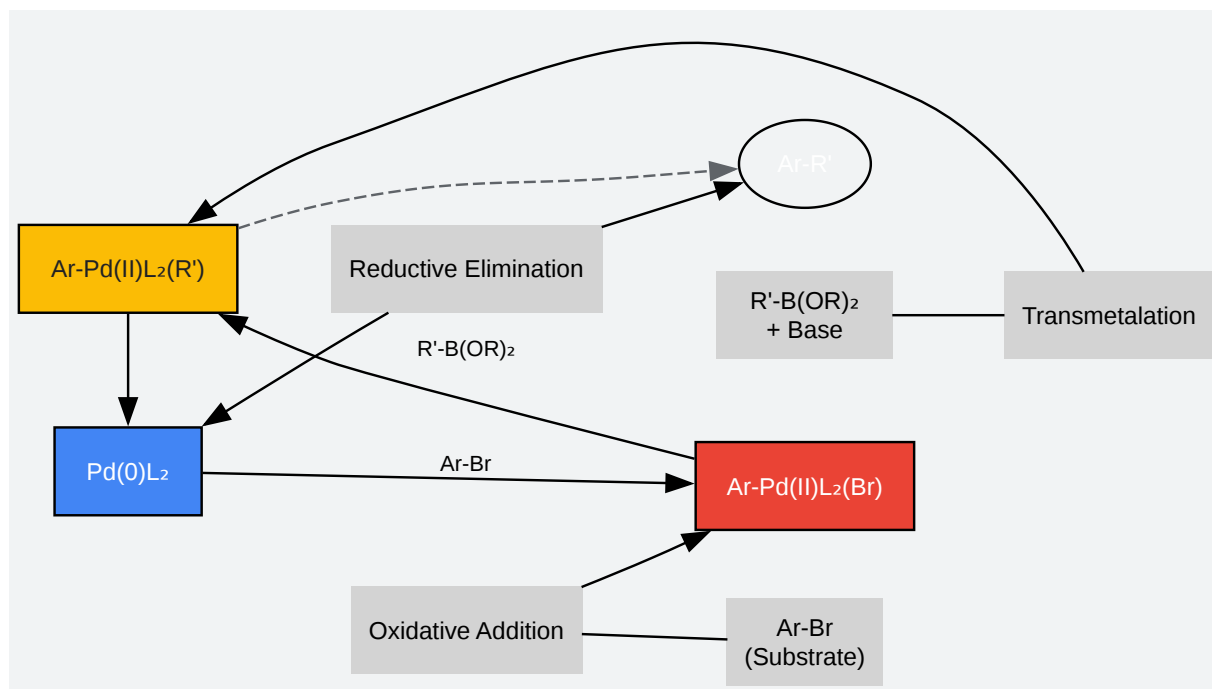 Ar-R'
Ar-Pd(II)L₂(R')
Reductive Elimination
R'-B(OR)₂
+ Base
Transmetalation
R'-B(OR)₂
Pd(0)L₂
Ar-Br
Ar-Pd(II)L₂(Br)
Oxidative Addition
Ar-Br
(Substrate)